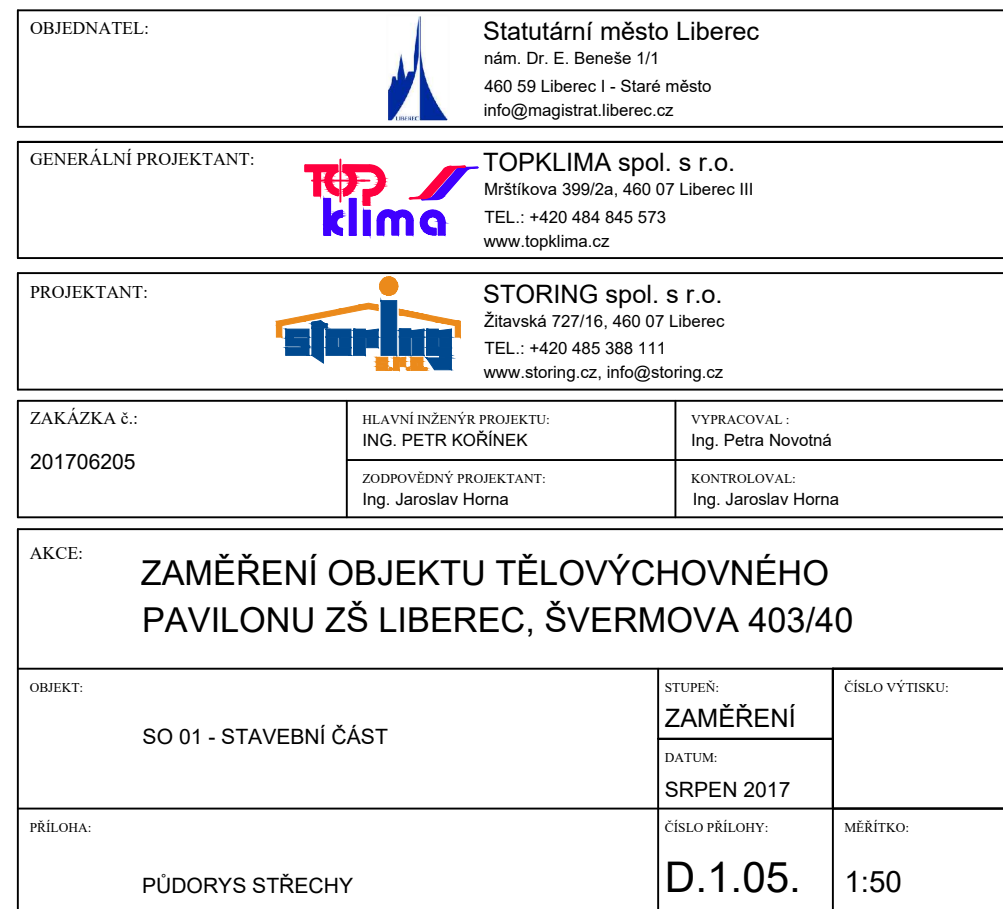 OBJEDNATEL:
LIBEREC
Statutární město Liberec
nám. Dr. E. Beneše 1/1
460 59 Liberec I - Staré město
info@magistrat.liberec.cz
GENERÁLNÍ PROJEKTANT:
TOP
klima
TOPKLIMA spol. s r.o.
Mrštíkova 399/2a, 460 07 Liberec III
TEL.: +420 484 845 573
www.topklima.cz
PROJEKTANT:
storing
s.r.o.
STORING spol. s r.o.
Žitavská 727/16, 460 07 Liberec
TEL.: +420 485 388 111
www.storing.cz, info@storing.cz
ZAKÁZKA č.:
201706205
HLAVNÍ INŽENÝR PROJEKTU:
ING. PETR KOŘÍNEK
VYPRACOVAL :
Ing. Petra Novotná
ZODPOVĚDNÝ PROJEKTANT:
Ing. Jaroslav Horna
KONTROLOVAL:
Ing. Jaroslav Horna
AKCE:
ZAMĚŘENÍ OBJEKTU TĚLOVÝCHOVNÉHO
PAVILONU ZŠ LIBEREC, ŠVERMOVA 403/40
OBJEKT:
SO 01 - STAVEBNÍ ČÁST
STUPEŇ:
ZAMĚŘENÍ
ČÍSLO VÝTISKU:
DATUM:
SRPEN 2017
PŘÍLOHA:
PŮDORYS STŘECHY
ČÍSLO PŘÍLOHY:
D.1.05.
MĚŘÍTKO:
1:50